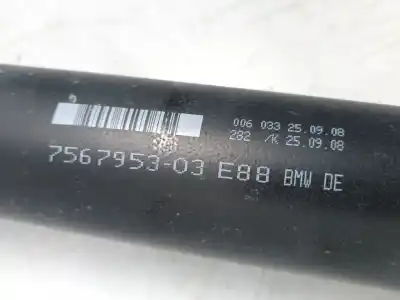 006 033 25.09.08
282 /K 25.09.08
7567953-03 E88 BMW DE